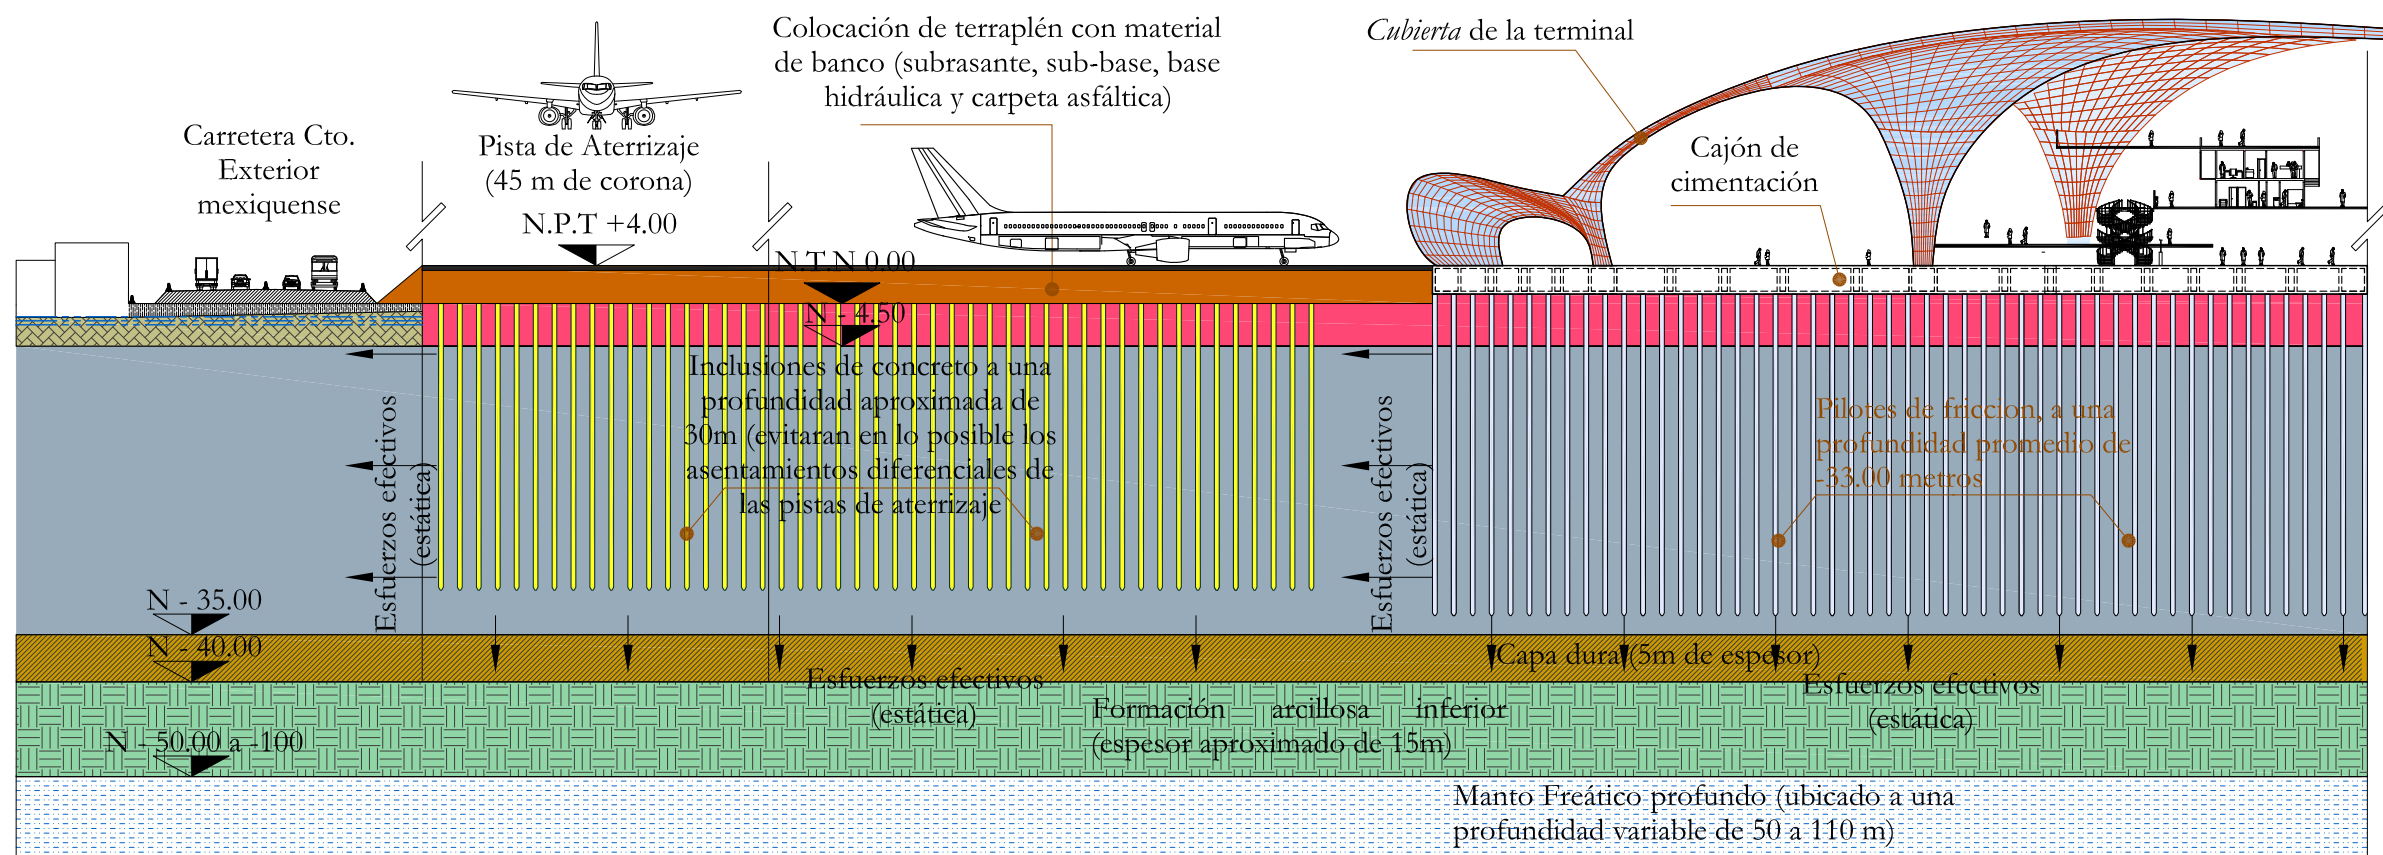 Colocación de terraplén con material
de banco (subrasante, sub-base, base
hidráulica y carpeta asfáltica)
Cubierta de la terminal
Carretera Cto.
Exterior
mexiquense
Pista de Aterrizaje
(45 m de corona)
N.P.T +4.00
Cajón de
cimentación
N.T.N 0.00
N - 4.50
Inclusiones de concreto a una
profundidad aproximada de
30m (evitaran en lo posible los
asentamientos diferenciales de
las pistas de aterrizaje
Esfuerzos efectivos
(estática)
Esfuerzos efectivos
(estática)
Pilotes de friccion, a una
profundidad promedio de
-33.00 metros
N - 35.00
N - 40.00
Capa dura (5m de espesor)
Esfuerzos efectivos
(estática)
Esfuerzos efectivos
(estática)
Formación arcillosa inferior
(espesor aproximado de 15m)
N - 50.00 a -100
Manto Freático profundo (ubicado a una
profundidad variable de 50 a 110 m)